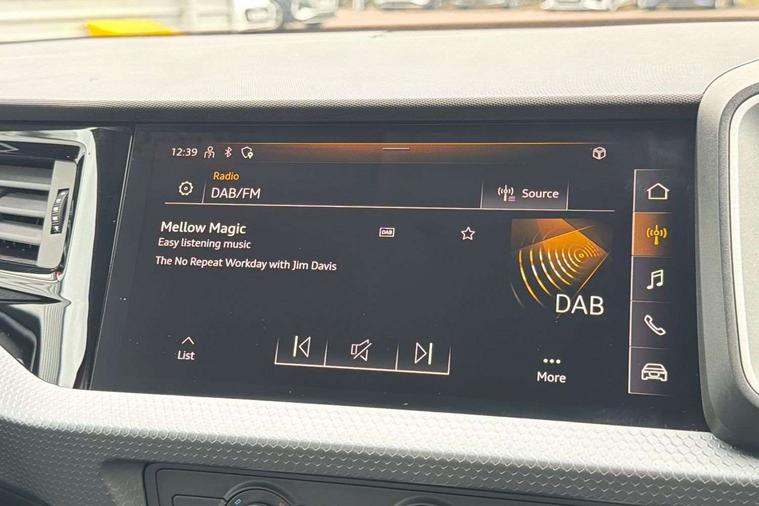 12:39
Radio
DAB/FM
Source
Mellow Magic
DAB
Easy listening music
The No Repeat Workday with Jim Davis
DAB
List
More